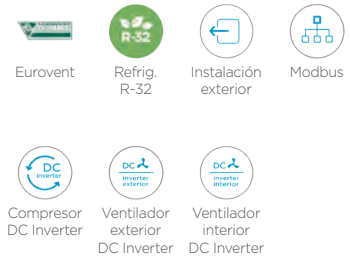 R-32
Eurovent
Refrig.
R-32
Instalación
exterior
Modbus
DC
inverter
DC
inverter
exterior
DC
inverter
interior
Compresor
DC Inverter
Ventilador
exterior
DC Inverter
Ventilador
interior
DC Inverter